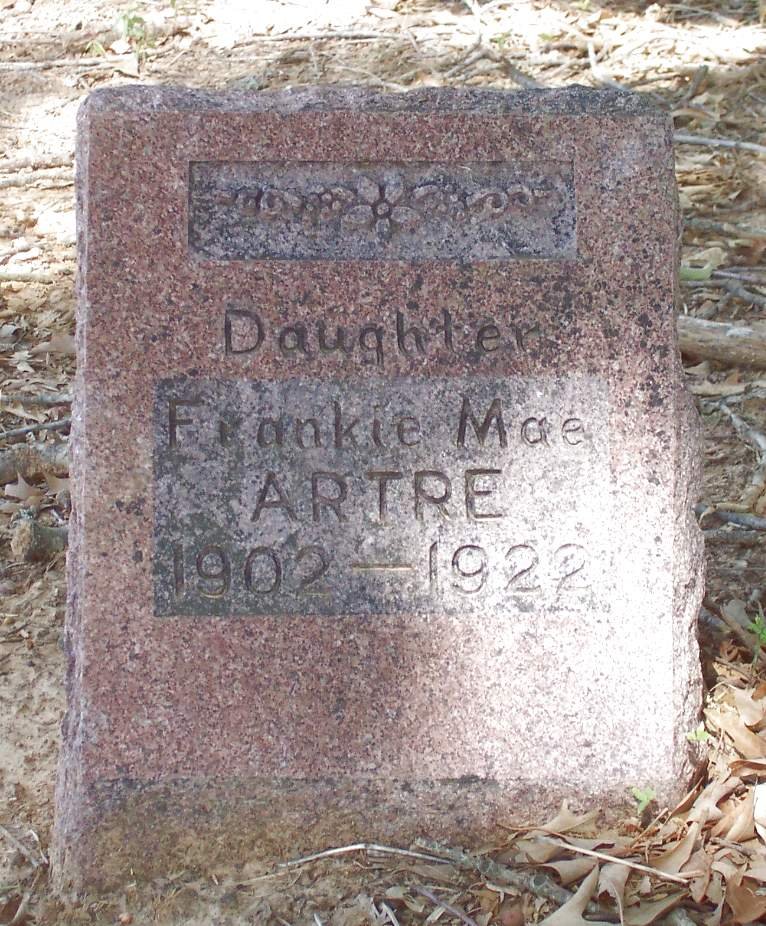 Daughter
Frankie Mae
ARTRE
1902—1922